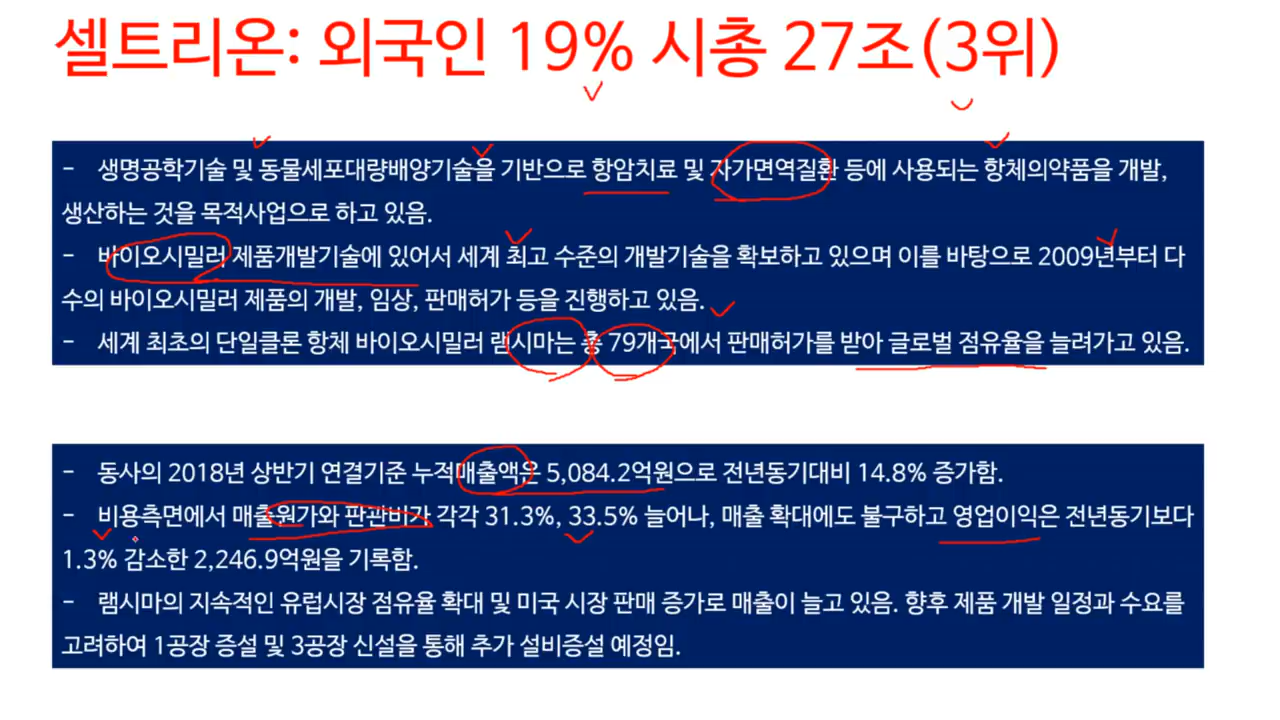 셀트리온: 외국인 19% 시총 27조(3위)
- 생명공학기술 및 동물세포대량배양기술을 기반으로 항암치료 및 자가면역질환 등에 사용되는 항체의약품을 개발,
생산하는 것을 목적사업으로 하고 있음.
- 바이오시밀러 제품개발기술에 있어서 세계 최고 수준의 개발기술을 확보하고 있으며 이를 바탕으로 2009년부터 다
수의 바이오시밀러 제품의 개발, 임상, 판매허가 등을 진행하고 있음.
- 세계 최초의 단일클론 항체 바이오시밀러 램시마는 총 79개국에서 판매허가를 받아 글로벌 점유율을 늘려가고 있음.
- 동사의 2018년 상반기 연결기준 누적매출액은 5,084.2억원으로 전년동기대비 14.8% 증가함.
- 비용측면에서 매출원가와 판관비가 각각 31.3%, 33.5% 늘어나, 매출 확대에도 불구하고 영업이익은 전년동기보다
1.3% 감소한 2,246.9억원을 기록함.
- 램시마의 지속적인 유럽시장 점유율 확대 및 미국 시장 판매 증가로 매출이 늘고 있음. 향후 제품 개발 일정과 수요를
고려하여 1공장 증설 및 3공장 신설을 통해 추가 설비증설 예정임.